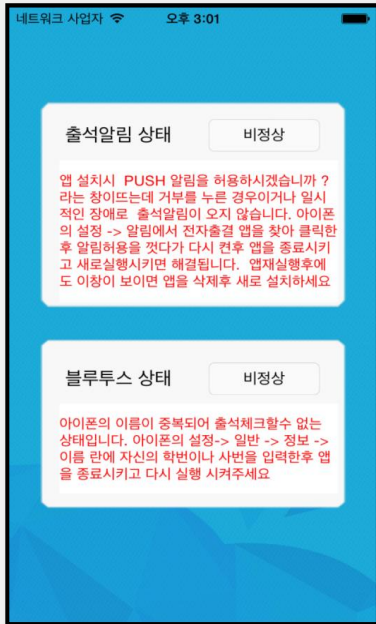 네트워크 사업자 오후 3:01
출석알림 상태 비정상
앱 설치시 PUSH 알림을 허용하시겠습니까 ?
라는 창이뜨는데 거부를 누른 경우이거나 일시
적인 장애로 출석알림이 오지 않습니다. 아이폰
의 설정 -> 알림에서 전자출결 앱을 찾아 클릭한
후 알림허용을 껏다가 다시 켠후 앱을 종료시키
고 새로실행시키면 해결됩니다. 앱재실행후에
도 이창이 보이면 앱을 삭제후 새로 설치하세요
블루투스 상태 비정상
아이폰의 이름이 중복되어 출석체크할수 없는
상태입니다. 아이폰의 설정-> 일반 -> 정보 ->
이름 란에 자신의 학번이나 사번을 입력한후 앱
을 종료시키고 다시 실행 시켜주세요